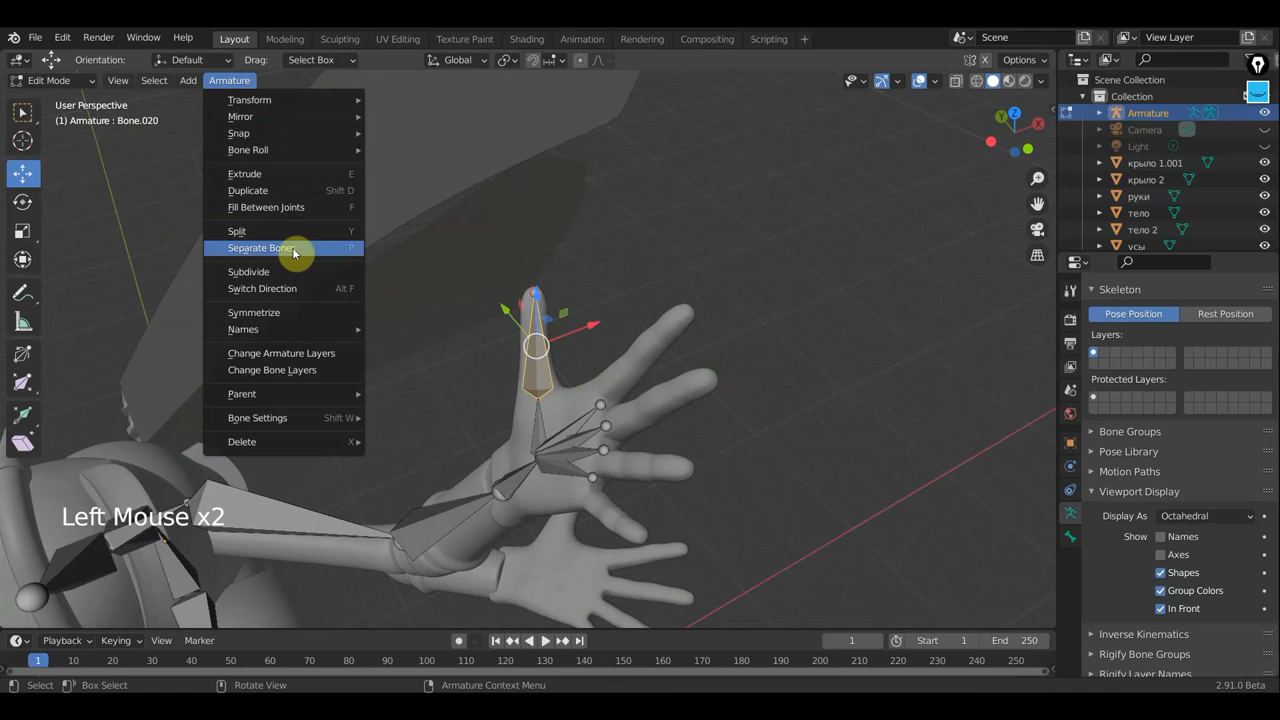 File Edit Render Window Help Layout Modeling Sculpting UV Editing Texture Paint Shading Animation Rendering Compositing Scripting + Scene View Layer
Orientation: Default Drag: Select Box Global Options
Edit Mode View Select Add Armature
User Perspective
(1) Armature : Bone.020
Transform
Mirror
Snap
Bone Roll
Extrude E
Duplicate Shift D
Fill Between Joints F
Split Y
Separate Bones P
Subdivide
Switch Direction Alt F
Symmetrize
Names
Change Armature Layers
Change Bone Layers
Parent
Bone Settings Shift W
Delete X
Left Mouse x2
Y Z X
Scene Collection
Collection
Armature
Camera
Light
крыло 1.001
крыло 2
руки
тело
тело 2
усы
Skeleton
Pose Position Rest Position
Layers:
Protected Layers:
Bone Groups
Pose Library
Motion Paths
Viewport Display
Display As Octahedral
Show Names
Axes
Shapes
Group Colors
In Front
Inverse Kinematics
Rigify Bone Groups
Rigify Layer Names
Playback Keying View Marker 1 Start 1 End 250
1 10 20 30 40 50 60 70 80 90 100 110 120 130 140 150 160 170 180 190 200 210 220 230 240 250
Select Box Select Rotate View Armature Context Menu 2.91.0 Beta